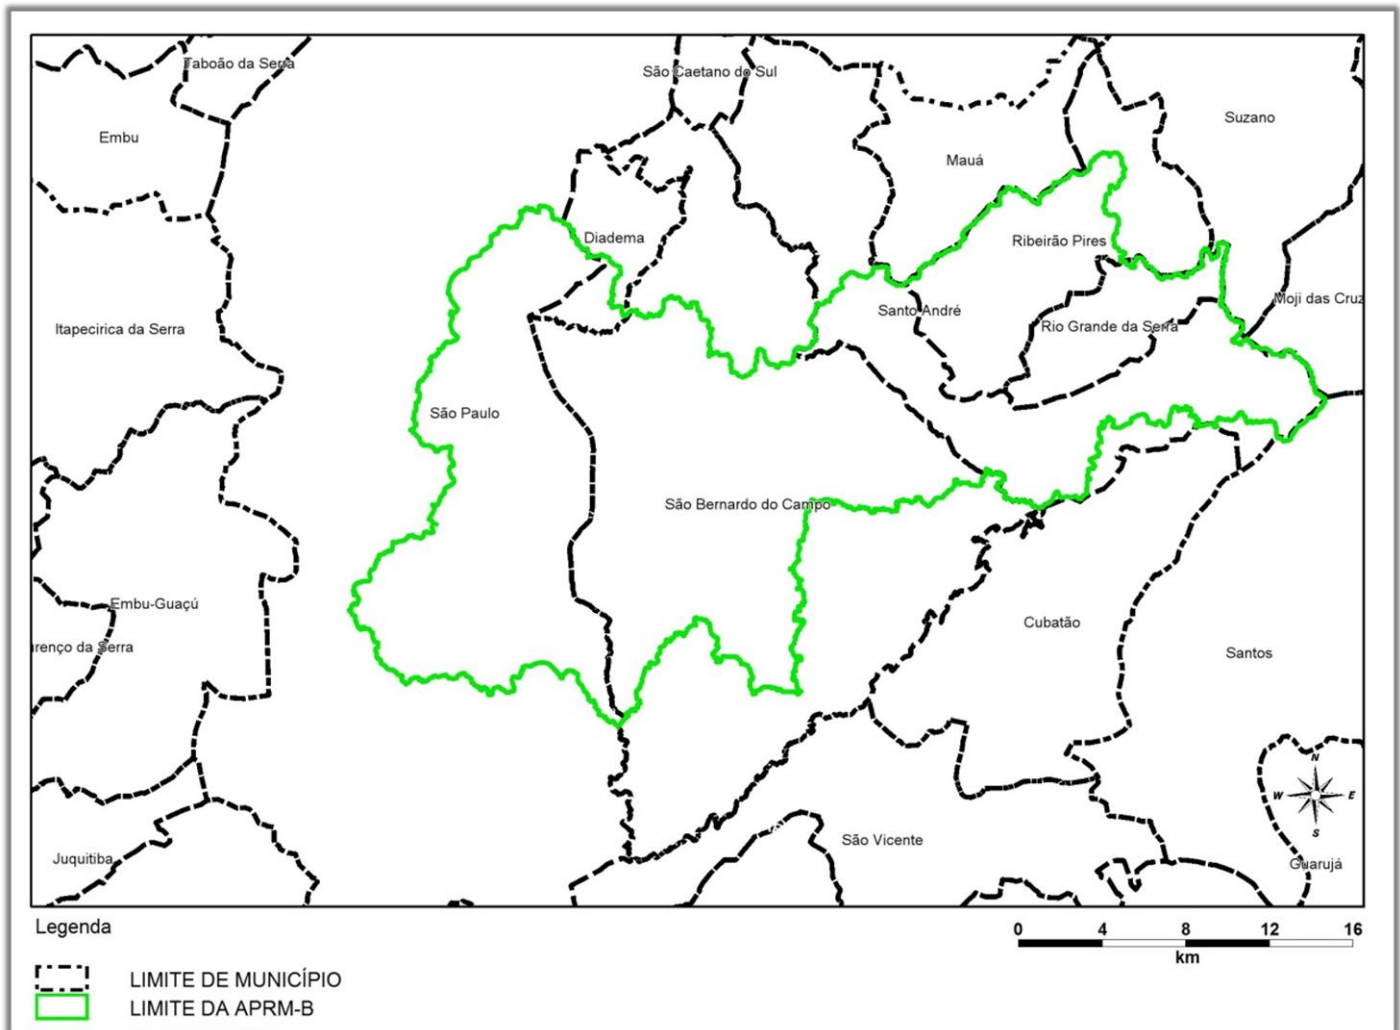 Taboão da Serra
São Caetano do Sul
Suzano
Embu
Mauá
Diadema
Ribeirão Pires
Moji das Cruz
Santo André
Rio Grande da Serra
Itapecirica da Serra
São Paulo
São Bernardo do Campo
Embu-Guaçú
Cubatão
urenço da Serra
Santos
N
W E
S
São Vicente
Juquitiba
Guarujá
Legenda
0 4 8 12 16
km
LIMITE DE MUNICÍPIO
LIMITE DA APRM-B